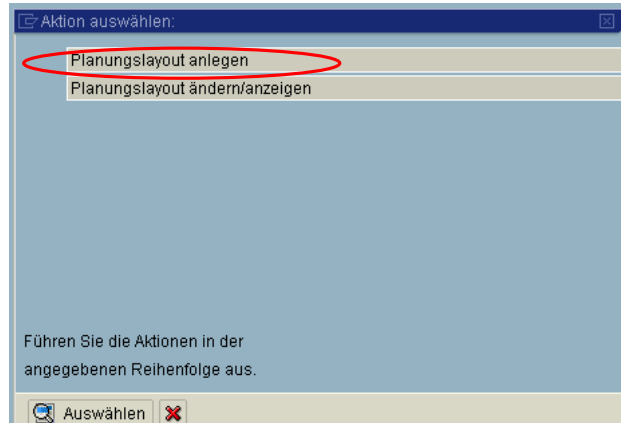 Aktion auswählen:
Planungslayout anlegen
Planungslayout ändern/anzeigen
Führen Sie die Aktionen in der
angegebenen Reihenfolge aus.
Auswählen